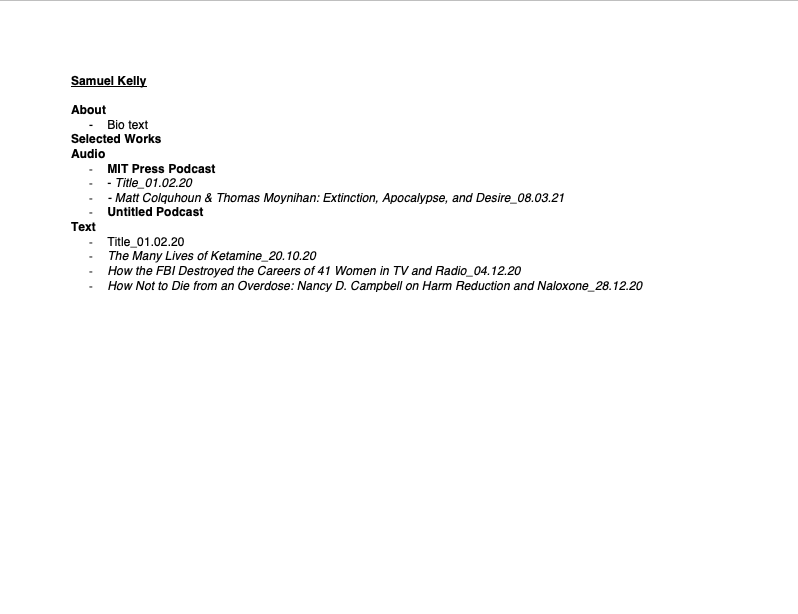 Samuel Kelly
About
- Bio text
Selected Works
Audio
- MIT Press Podcast
- - Title_01.02.20
- - Matt Colquhoun & Thomas Moynihan: Extinction, Apocalypse, and Desire_08.03.21
- Untitled Podcast
Text
- Title_01.02.20
- The Many Lives of Ketamine_20.10.20
- How the FBI Destroyed the Careers of 41 Women in TV and Radio_04.12.20
- How Not to Die from an Overdose: Nancy D. Campbell on Harm Reduction and Naloxone_28.12.20